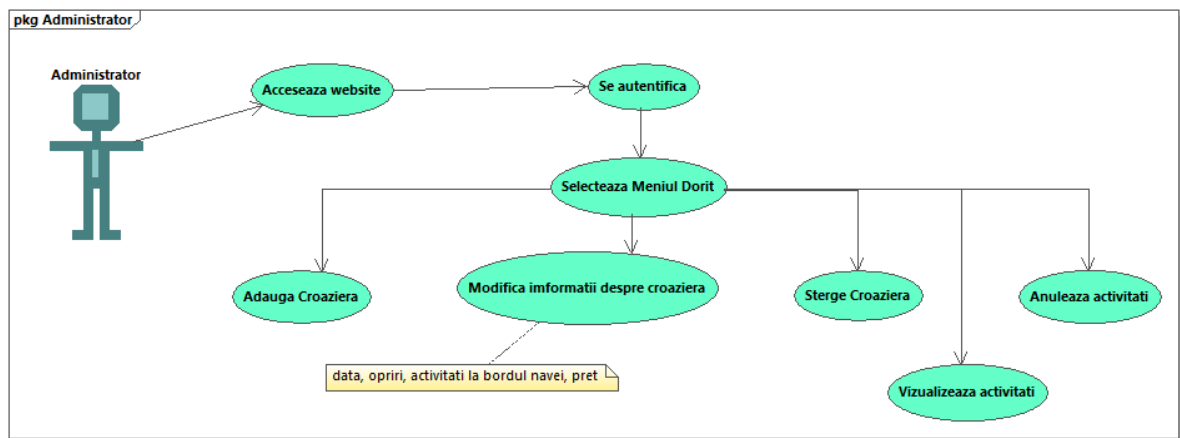 pkg Administrator
Administrator
Acceseaza website
Se autentifica
Selecteaza Meniul Dorit
Adauga Croaziera
Modifica imformatii despre croaziera
Sterge Croaziera
Anuleaza activitati
data, opriri, activitati la bordul navei, pret
Vizualizeaza activitati